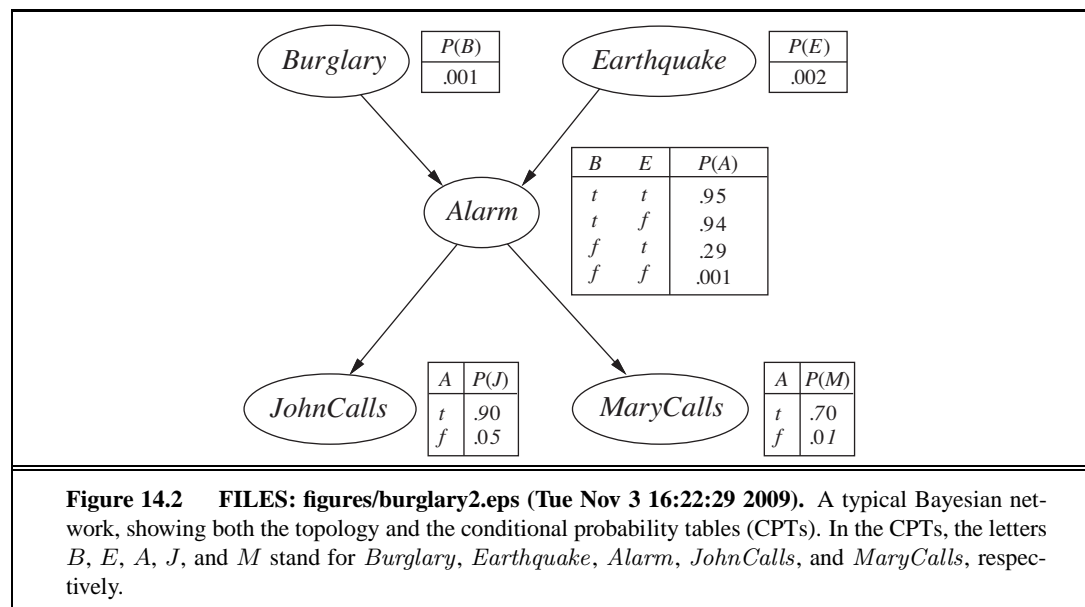 Burglary
P(B)
.001
Earthquake
P(E)
.002
Alarm
B E P(A)
t t .95
t f .94
f t .29
f f .001
JohnCalls
A P(J)
t .90
f .05
MaryCalls
A P(M)
t .70
f .01
Figure 14.2 FILES: figures/burglary2.eps (Tue Nov 3 16:22:29 2009). A typical Bayesian net-
work, showing both the topology and the conditional probability tables (CPTs). In the CPTs, the letters
B, E, A, J, and M stand for Burglary, Earthquake, Alarm, JohnCalls, and MaryCalls, respec-
tively.